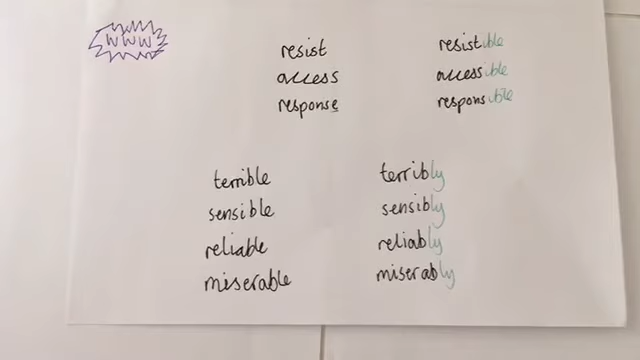 WWW
resist resistible
access accessible
response responsible
terrible terribly
sensible sensibly
reliable reliably
miserable miserably